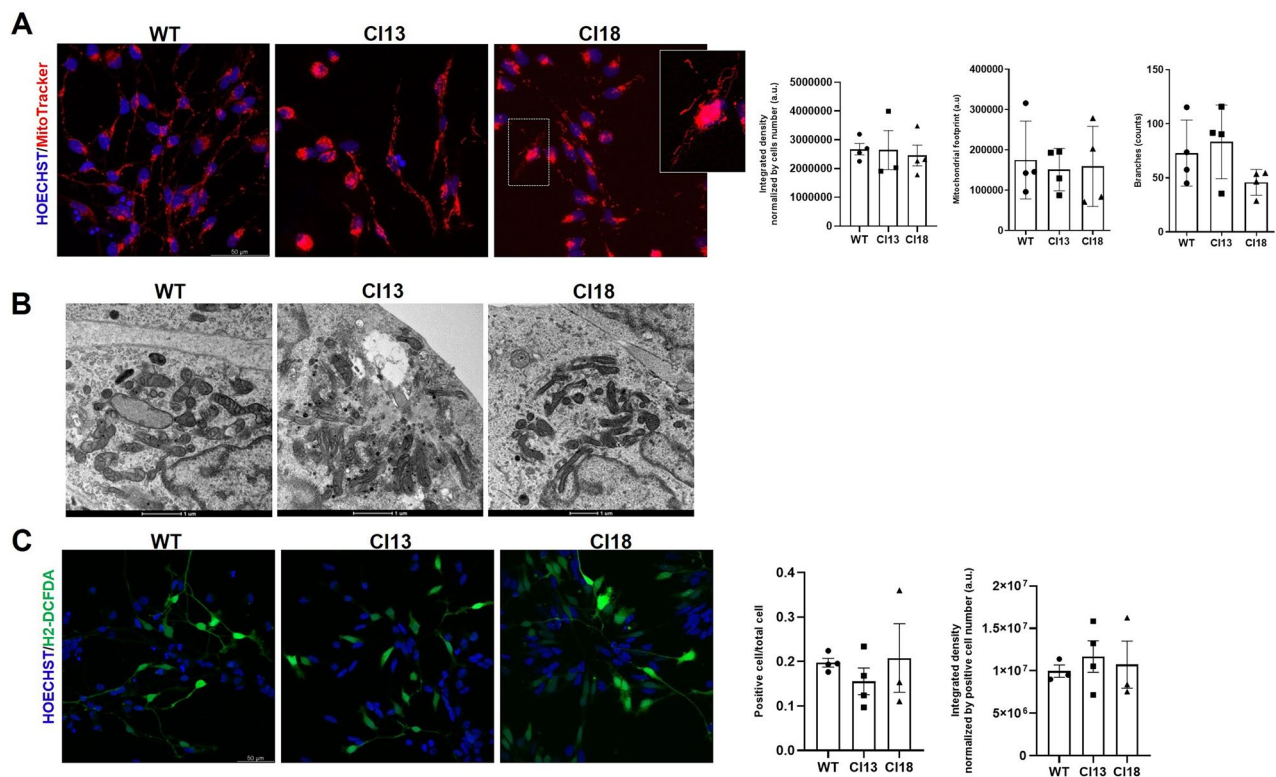 A
WT
Cl13
Cl18
HOECHST/MitoTracker
50 µm
Integrated density
normalized by cells number (a.u.)
5000000
4000000
3000000
2000000
1000000
0
WT
Cl13
Cl18
Mitochondrial footprint (a.u)
400000
300000
200000
100000
0
WT
Cl13
Cl18
Branches (counts)
150
100
50
0
WT
Cl13
Cl18
B
WT
Cl13
Cl18
1 µm
1 µm
1 µm
C
WT
Cl13
Cl18
HOECHST/H2-DCFDA
50 µm
Positive cell/total cell
0.4
0.3
0.2
0.1
0.0
WT
Cl13
Cl18
Integrated density
normalized by positive cell number (a.u.)
2×10⁷
1.5×10⁷
1×10⁷
5×10⁶
0
WT
Cl13
Cl18